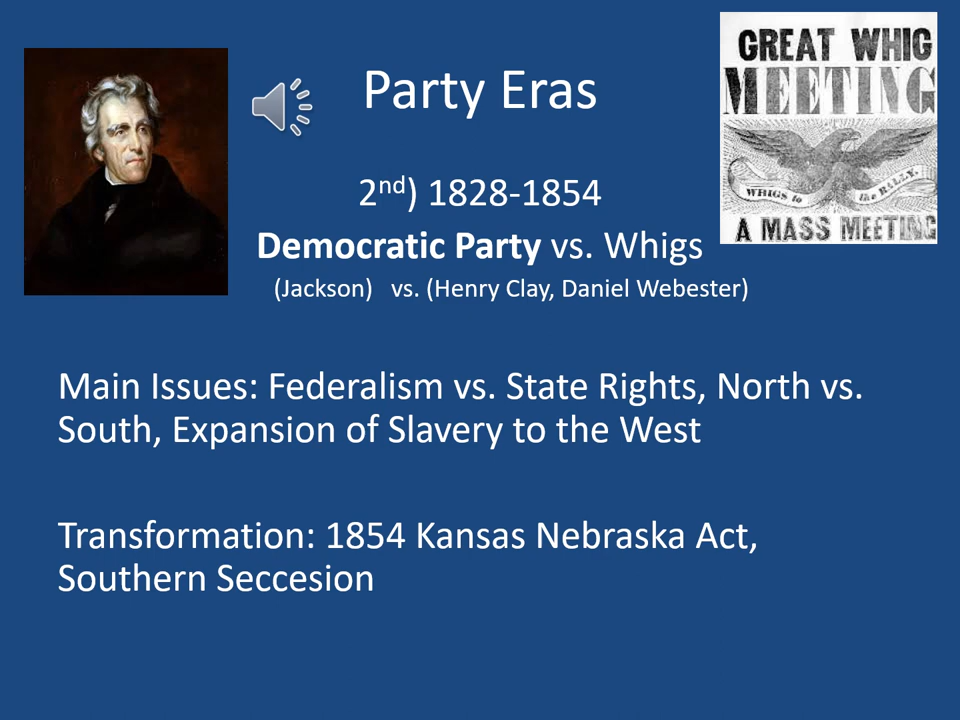 Party Eras
GREAT WHIG
MEETING
WHIGS to the RALLY.
A MASS MEETING
2nd) 1828-1854
Democratic Party vs. Whigs
(Jackson) vs. (Henry Clay, Daniel Webester)
Main Issues: Federalism vs. State Rights, North vs.
South, Expansion of Slavery to the West
Transformation: 1854 Kansas Nebraska Act,
Southern Seccesion